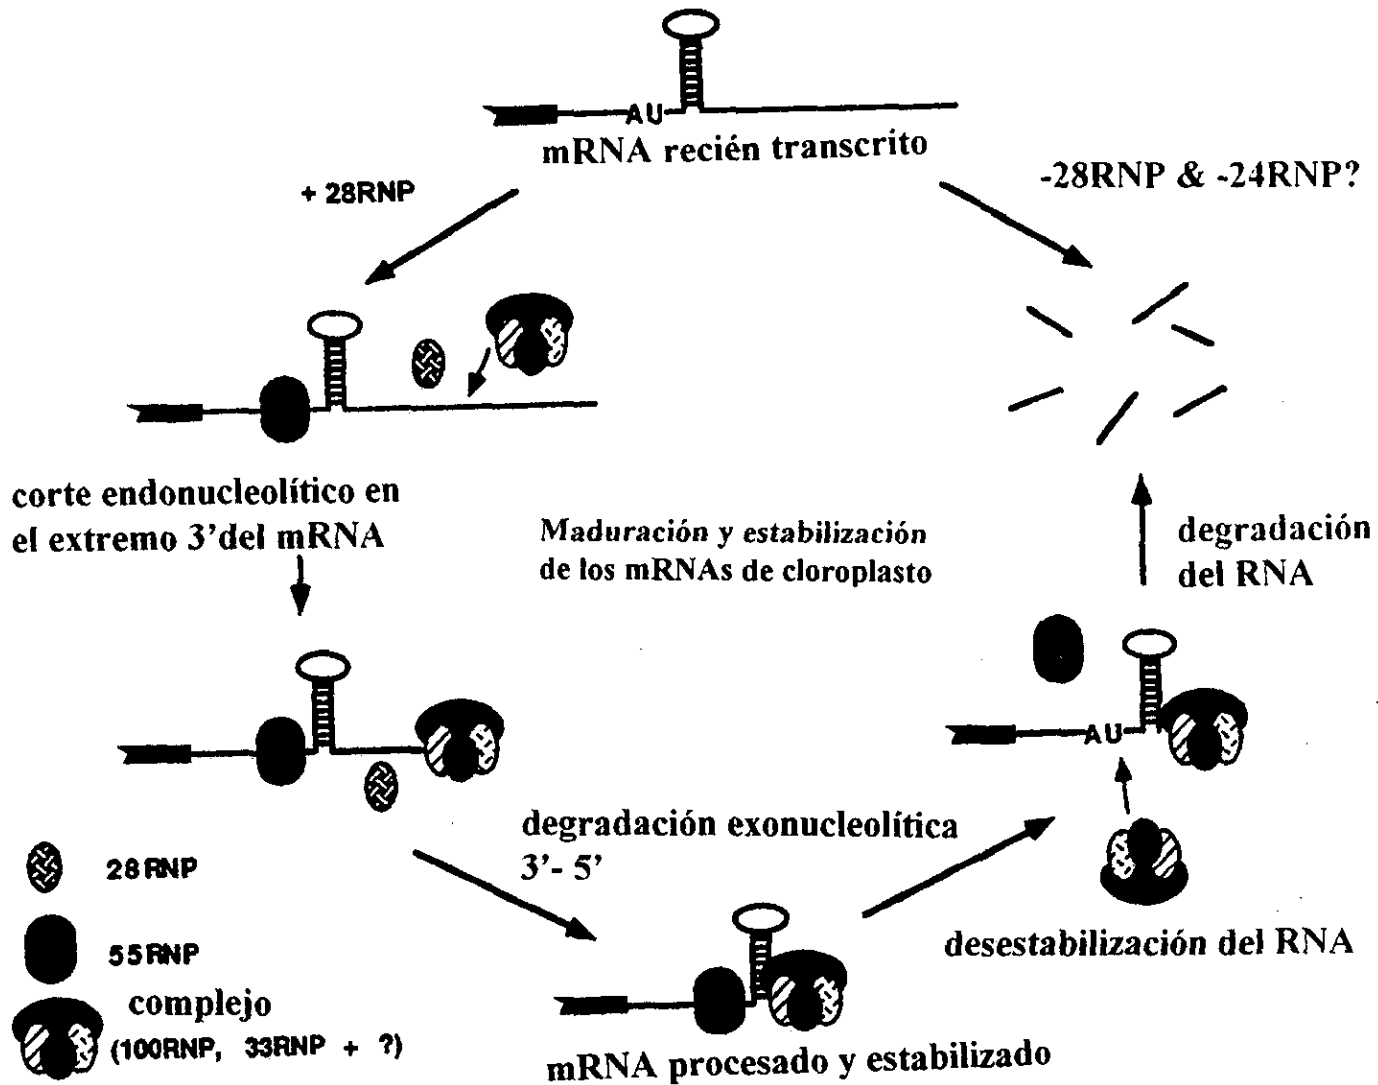 AU
mRNA recién transcrito
+ 28RNP
-28RNP & -24RNP?
corte endonucleolítico en
el extremo 3'del mRNA
Maduración y estabilización
de los mRNAs de cloroplasto
degradación
del RNA
AU
degradación exonucleolítica
3'- 5'
28RNP
55RNP
complejo
(100RNP, 33RNP + ?)
desestabilización del RNA
mRNA procesado y estabilizado